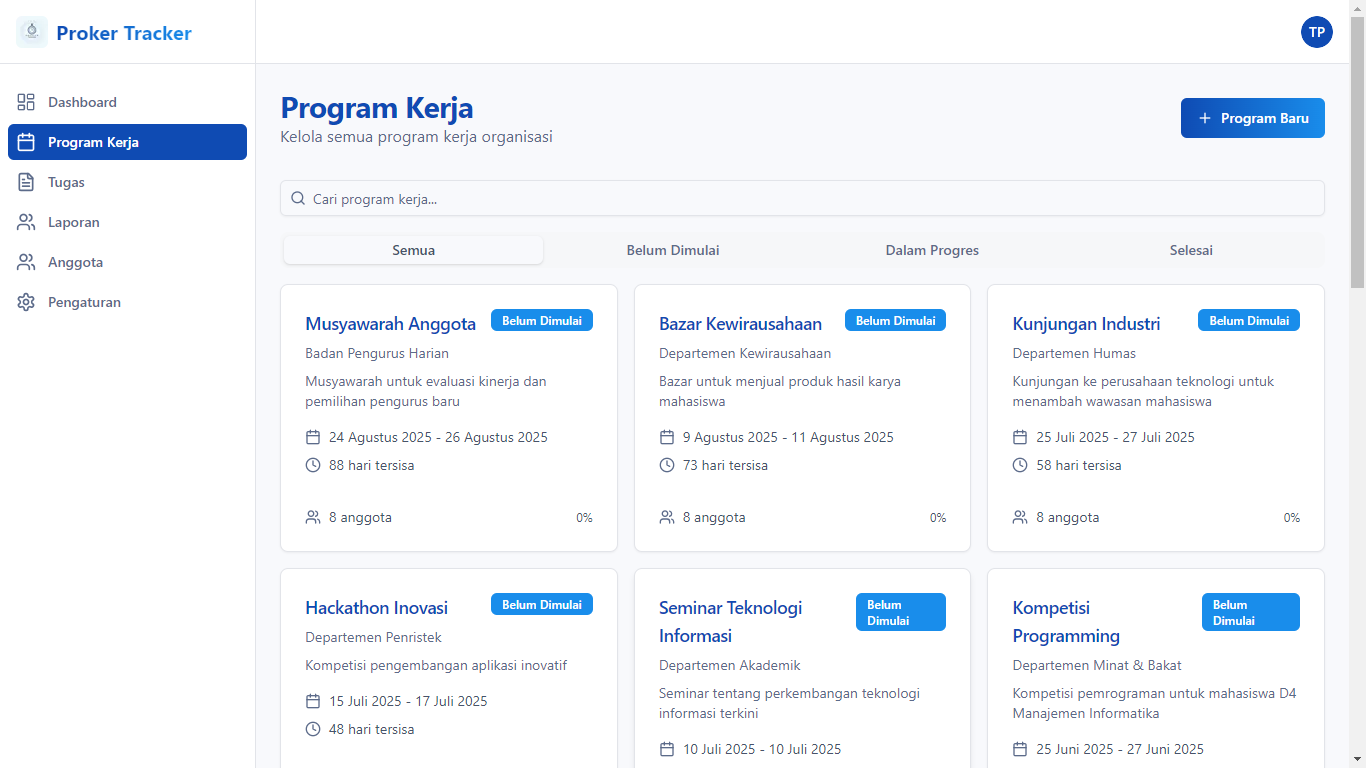 Proker Tracker
TP
Dashboard
Program Kerja
Tugas
Laporan
Anggota
Pengaturan
Program Kerja
Kelola semua program kerja organisasi
Program Baru
Cari program kerja...
Semua
Belum Dimulai
Dalam Progres
Selesai
Musyawarah Anggota
Belum Dimulai
Badan Pengurus Harian
Musyawarah untuk evaluasi kinerja dan
pemilihan pengurus baru
24 Agustus 2025 - 26 Agustus 2025
88 hari tersisa
8 anggota
0%
Bazar Kewirausahaan
Belum Dimulai
Departemen Kewirausahaan
Bazar untuk menjual produk hasil karya
mahasiswa
9 Agustus 2025 - 11 Agustus 2025
73 hari tersisa
8 anggota
0%
Kunjungan Industri
Belum Dimulai
Departemen Humas
Kunjungan ke perusahaan teknologi untuk
menambah wawasan mahasiswa
25 Juli 2025 - 27 Juli 2025
58 hari tersisa
8 anggota
0%
Hackathon Inovasi
Belum Dimulai
Departemen Penristek
Kompetisi pengembangan aplikasi inovatif
15 Juli 2025 - 17 Juli 2025
48 hari tersisa
Seminar Teknologi
Informasi
Belum
Dimulai
Departemen Akademik
Seminar tentang perkembangan teknologi
informasi terkini
10 Juli 2025 - 10 Juli 2025
Kompetisi
Programming
Belum
Dimulai
Departemen Minat & Bakat
Kompetisi pemrograman untuk mahasiswa D4
Manajemen Informatika
25 Juni 2025 - 27 Juni 2025